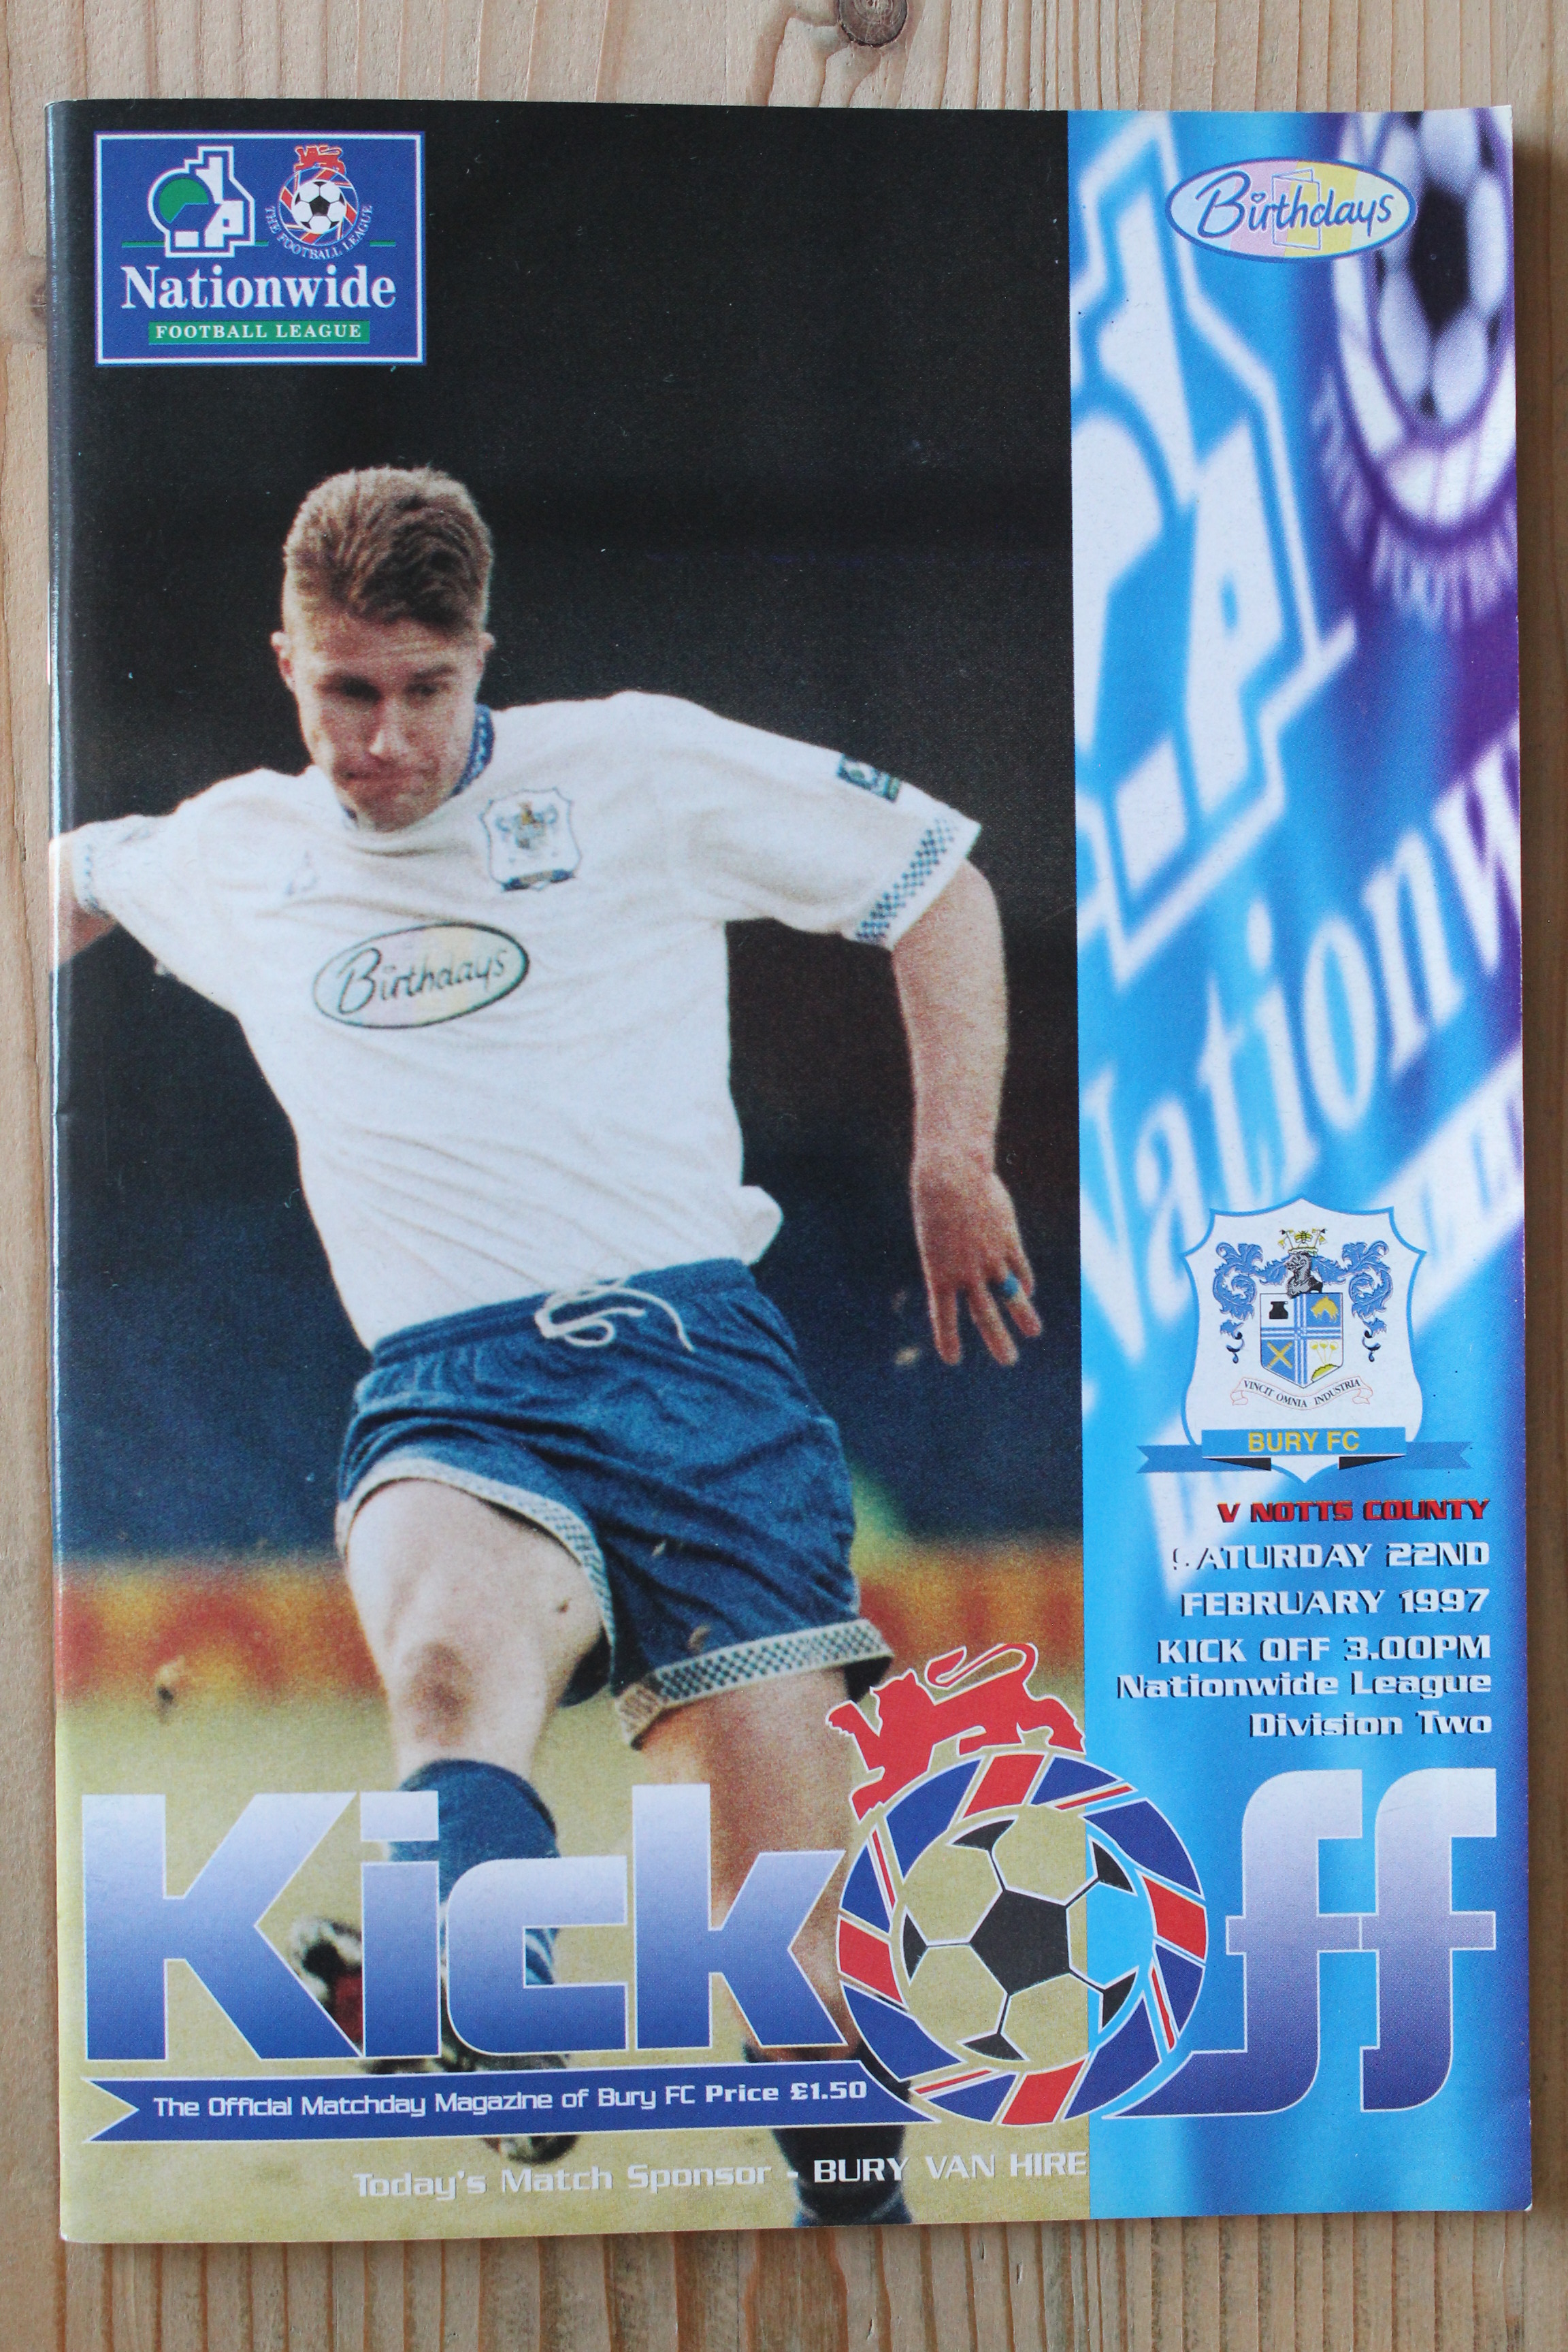 THE FOOTBALL LEAGUE
Nationwide
FOOTBALL LEAGUE
Birthdays
Birthdays
Nationw
VINCIT OMNIA INDUSTRIA
BURY FC
V NOTTS COUNTY
SATURDAY 22ND
FEBRUARY 1997
KICK OFF 3.00PM
Nationwide League
Division Two
Kick Off
The Official Matchday Magazine of Bury FC Price £1.50
Today's Match Sponsor - BURY VAN HIRE